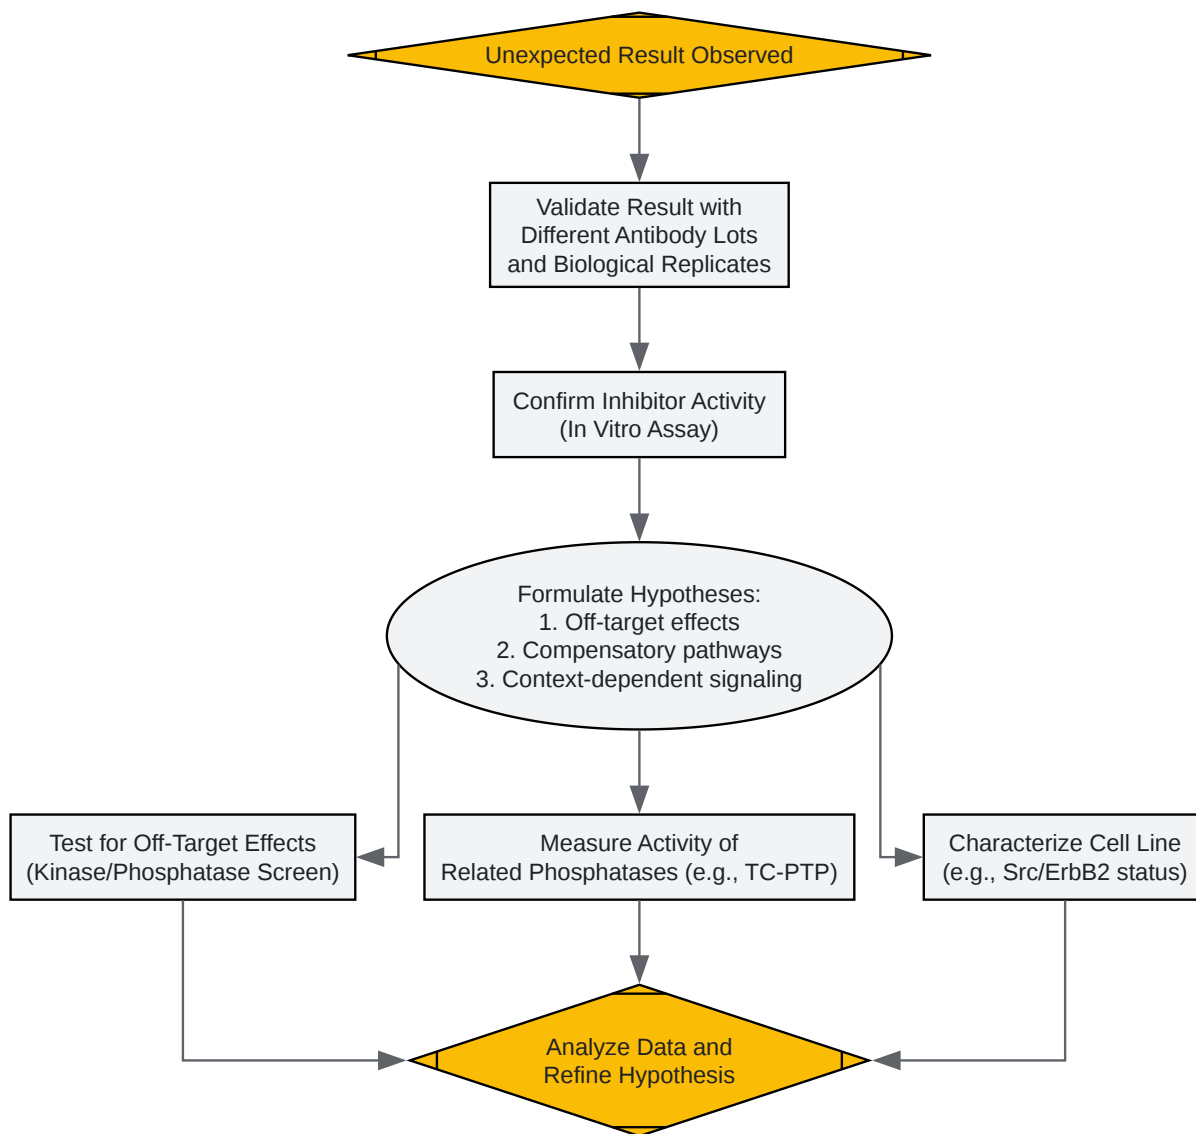 Unexpected Result Observed
Validate Result with
Different Antibody Lots
and Biological Replicates
Confirm Inhibitor Activity
(In Vitro Assay)
Formulate Hypotheses:
1. Off-target effects
2. Compensatory pathways
3. Context-dependent signaling
Test for Off-Target Effects
(Kinase/Phosphatase Screen)
Measure Activity of
Related Phosphatases (e.g., TC-PTP)
Characterize Cell Line
(e.g., Src/ErbB2 status)
Analyze Data and
Refine Hypothesis